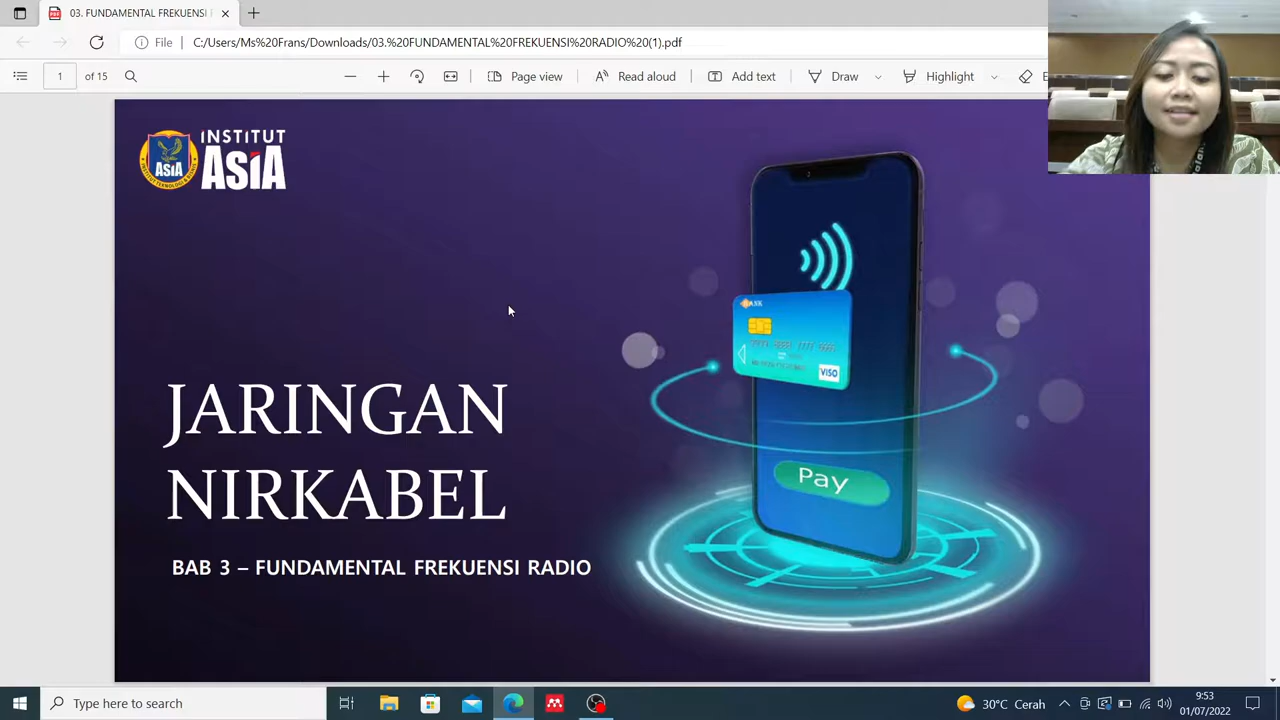 03. FUNDAMENTAL FREKUENSI
File
C:/Users/Ms%20Frans/Downloads/03.%20FUNDAMENTAL%20FREKUENSI%20RADIO%20(1).pdf
1 of 15
Page view
Read aloud
Add text
Draw
Highlight
INSTITUT
ASIA
ASIA
VISO
Pay
JARINGAN
NIRKABEL
BAB 3 – FUNDAMENTAL FREKUENSI RADIO
Type here to search
30°C Cerah
9:53
01/07/2022